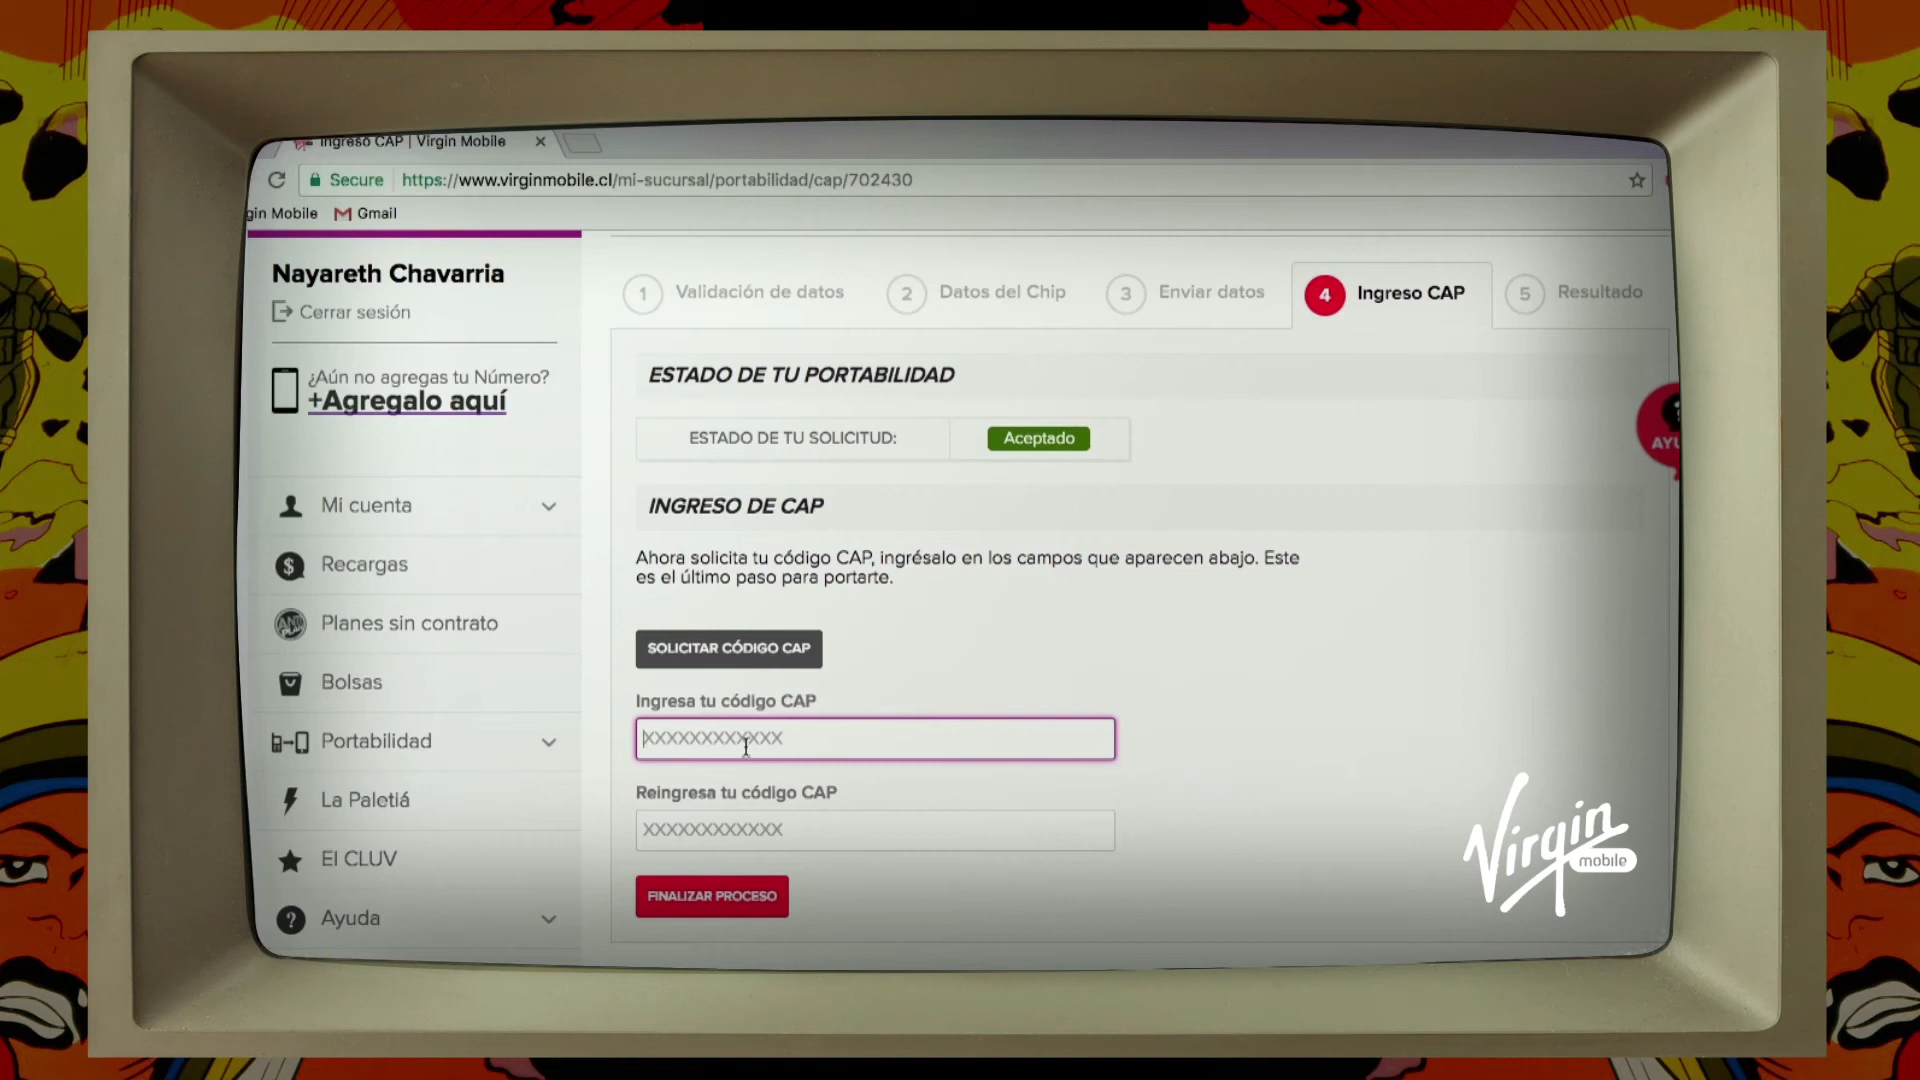 Ingreso CAP | Virgin Mobile
Secure https://www.virginmobile.cl/mi-sucursal/portabilidad/cap/702430
gin Mobile Gmail
Nayareth Chavarria
Cerrar sesión
¿Aún no agregas tu Número?
+Agregalo aquí
Mi cuenta
Recargas
Planes sin contrato
Bolsas
Portabilidad
La Paletiá
El CLUV
Ayuda
1 Validación de datos
2 Datos del Chip
3 Enviar datos
4 Ingreso CAP
5 Resultado
ESTADO DE TU PORTABILIDAD
ESTADO DE TU SOLICITUD: Aceptado
INGRESO DE CAP
Ahora solicita tu código CAP, ingrésalo en los campos que aparecen abajo. Este
es el último paso para portarte.
SOLICITAR CÓDIGO CAP
Ingresa tu código CAP
XXXXXXXXXXXX
Reingresa tu código CAP
XXXXXXXXXXXX
FINALIZAR PROCESO
AYU
Virgin
mobile